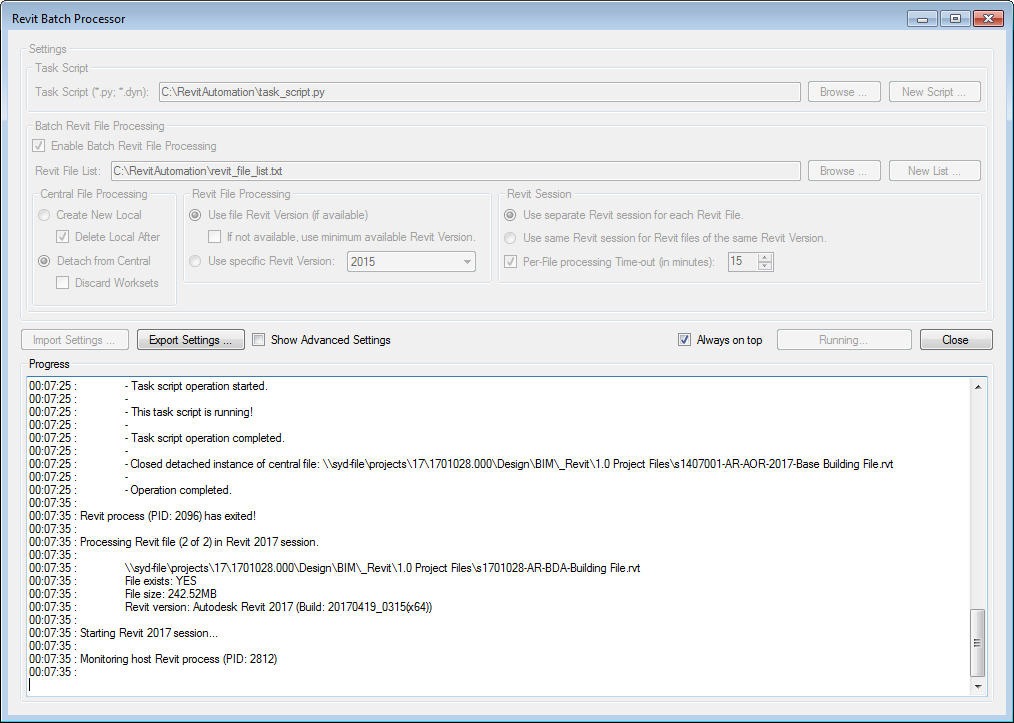 Revit Batch Processor
Settings
Task Script
Task Script (*.py; *.dyn): C:\RevitAutomation\task_script.py Browse ... New Script ...
Batch Revit File Processing
Enable Batch Revit File Processing
Revit File List: C:\RevitAutomation\revit_file_list.txt Browse ... New List ...
Central File Processing Revit File Processing Revit Session
Create New Local Use file Revit Version (if available) Use separate Revit session for each Revit File.
Delete Local After If not available, use minimum available Revit Version. Use same Revit session for Revit files of the same Revit Version.
Detach from Central Use specific Revit Version: 2015 Per-File processing Time-out (in minutes): 15
Discard Worksets
Import Settings ... Export Settings ... Show Advanced Settings Always on top Running... Close
Progress
00:07:25 : - Task script operation started.
00:07:25 : -
00:07:25 : - This task script is running!
00:07:25 : -
00:07:25 : - Task script operation completed.
00:07:25 : -
00:07:25 : - Closed detached instance of central file: \\syd-file\projects\17\1701028.000\Design\BIM\_Revit\1.0 Project Files\s1407001-AR-AOR-2017-Base Building File.rvt
00:07:25 : -
00:07:25 : - Operation completed.
00:07:35 :
00:07:35 : Revit process (PID: 2096) has exited!
00:07:35 :
00:07:35 : Processing Revit file (2 of 2) in Revit 2017 session.
00:07:35 :
00:07:35 : \\syd-file\projects\17\1701028.000\Design\BIM\_Revit\1.0 Project Files\s1701028-AR-BDA-Building File.rvt
00:07:35 : File exists: YES
00:07:35 : File size: 242.52MB
00:07:35 : Revit version: Autodesk Revit 2017 (Build: 20170419_0315(x64))
00:07:35 :
00:07:35 : Starting Revit 2017 session...
00:07:35 :
00:07:35 : Monitoring host Revit process (PID: 2812)
00:07:35 :